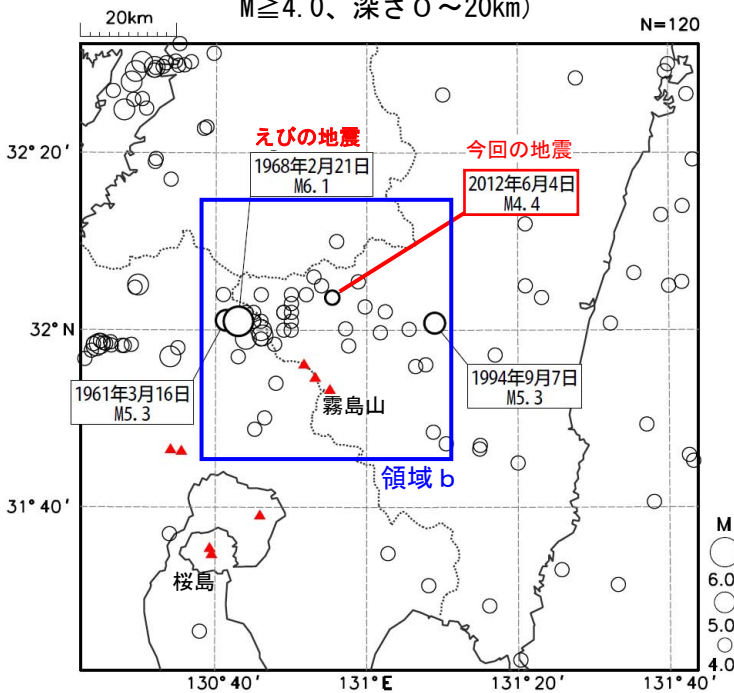 M≧4.0、深さ0～20km)
20km
N=120
32°20'
32°N
31°40'
えびの地震
1968年2月21日
M6.1
今回の地震
2012年6月4日
M4.4
1961年3月16日
M5.3
1994年9月7日
M5.3
霧島山
領域b
桜島
M
6.0
5.0
4.0
130°40'
131°E
131°20'
131°40'